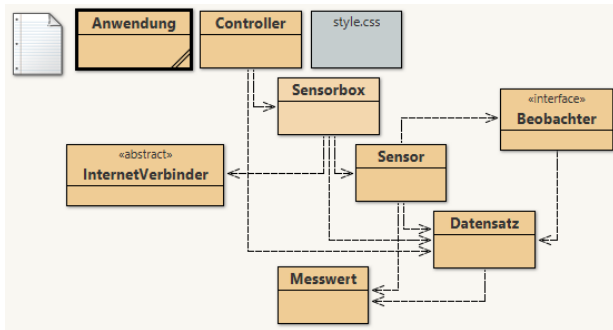 Anwendung
Controller
style.css
Sensorbox
«interface»
Beobachter
«abstract»
InternetVerbinder
Sensor
Datensatz
Messwert